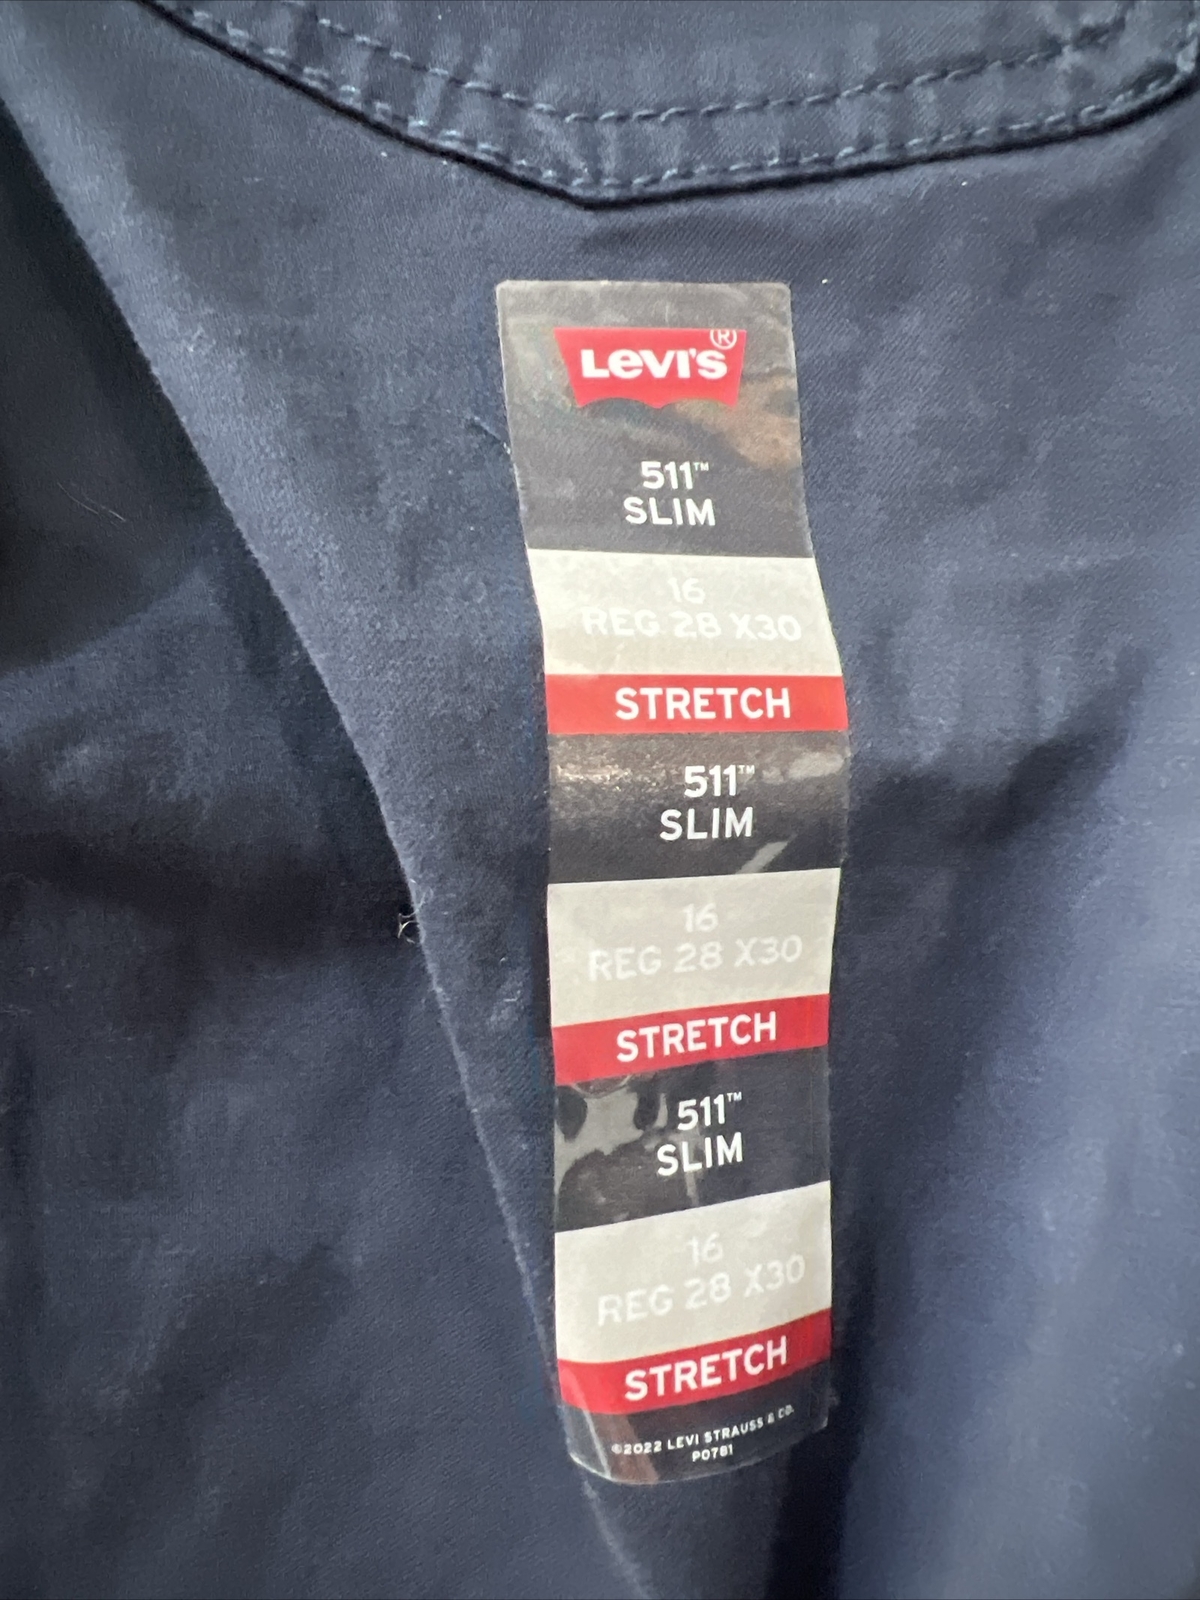 LEVI'S®
511™
SLIM
16
REG 28 X30
STRETCH
511™
SLIM
16
REG 28 X30
STRETCH
511™
SLIM
16
REG 28 X30
STRETCH
©2022 LEVI STRAUSS & CO.
P0781